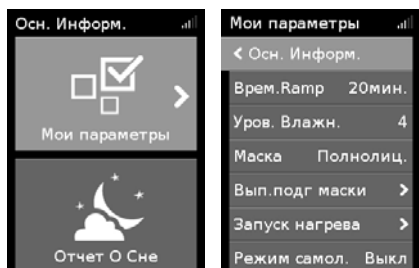 Осн. Информ.
Мои параметры
Отчет О Сне
Мои параметры
Осн. Информ.
Врем.Ramp 20мин.
Уров. Влажн. 4
Маска Полнолиц.
Вып.подг маски
Запуск нагрева
Режим самол. Выкл